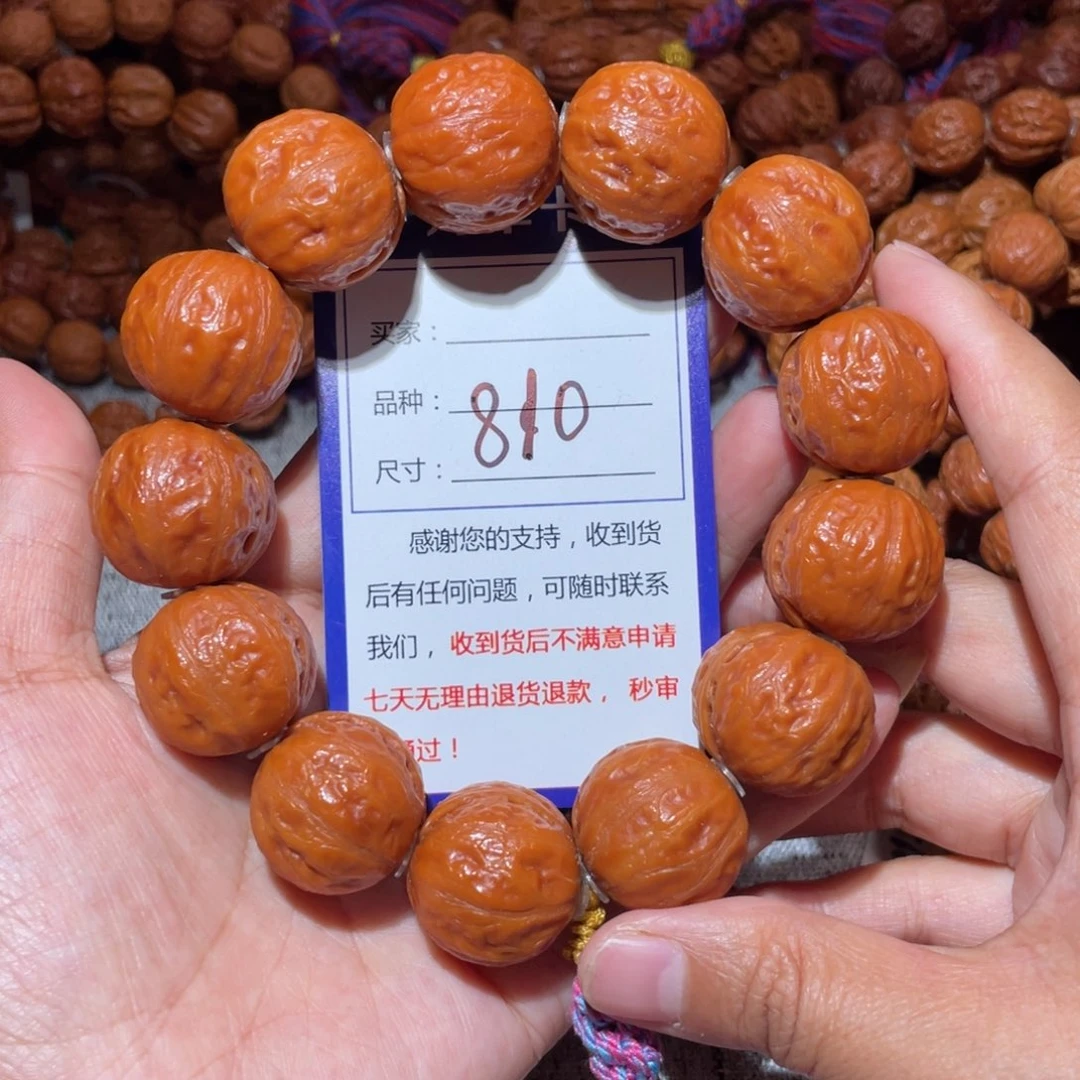 买家：
品种：
810
尺寸：
感谢您的支持，收到货
后有任何问题，可随时联系
我们，收到货后不满意申请
七天无理由退货退款， 秒审
通过！